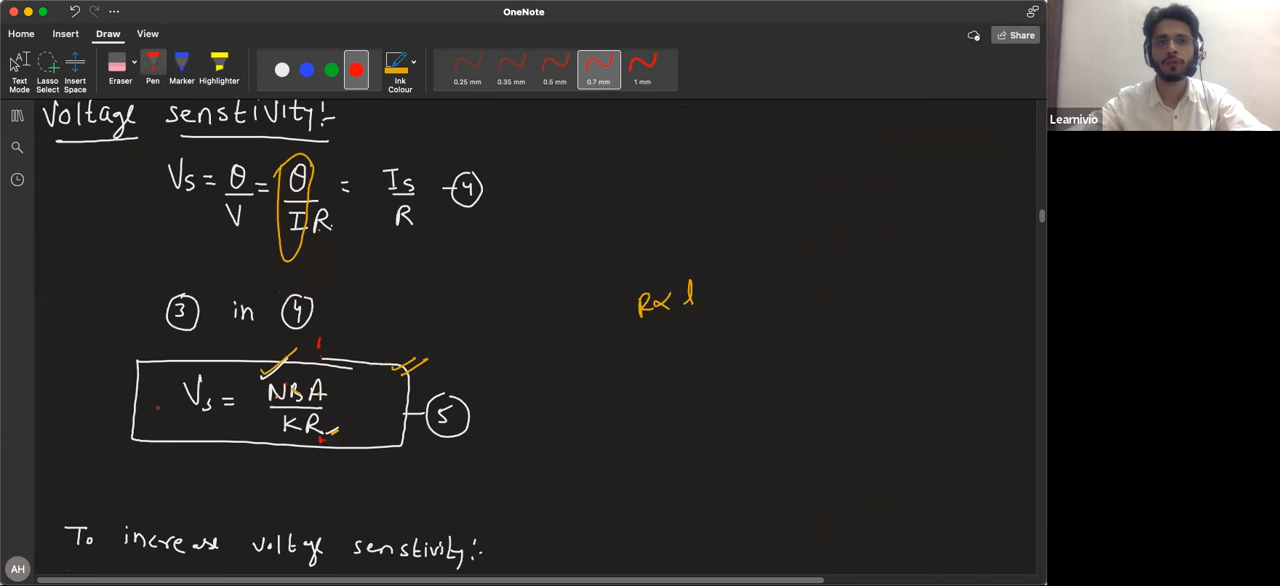 OneNote
Home Insert Draw View
Share
Text Mode
Lasso Select
Insert Space
Eraser
Pen
Marker
Highlighter
Ink Colour
0.25 mm 0.35 mm 0.5 mm 0.7 mm 1 mm
Learnivio
Voltage senstivity:-
Vs = θ/V = θ/IR = Is/R - 4
R ∝ l
3 in 4
Vs = NBA/KR - 5
To increase voltage senstivity:-
AH